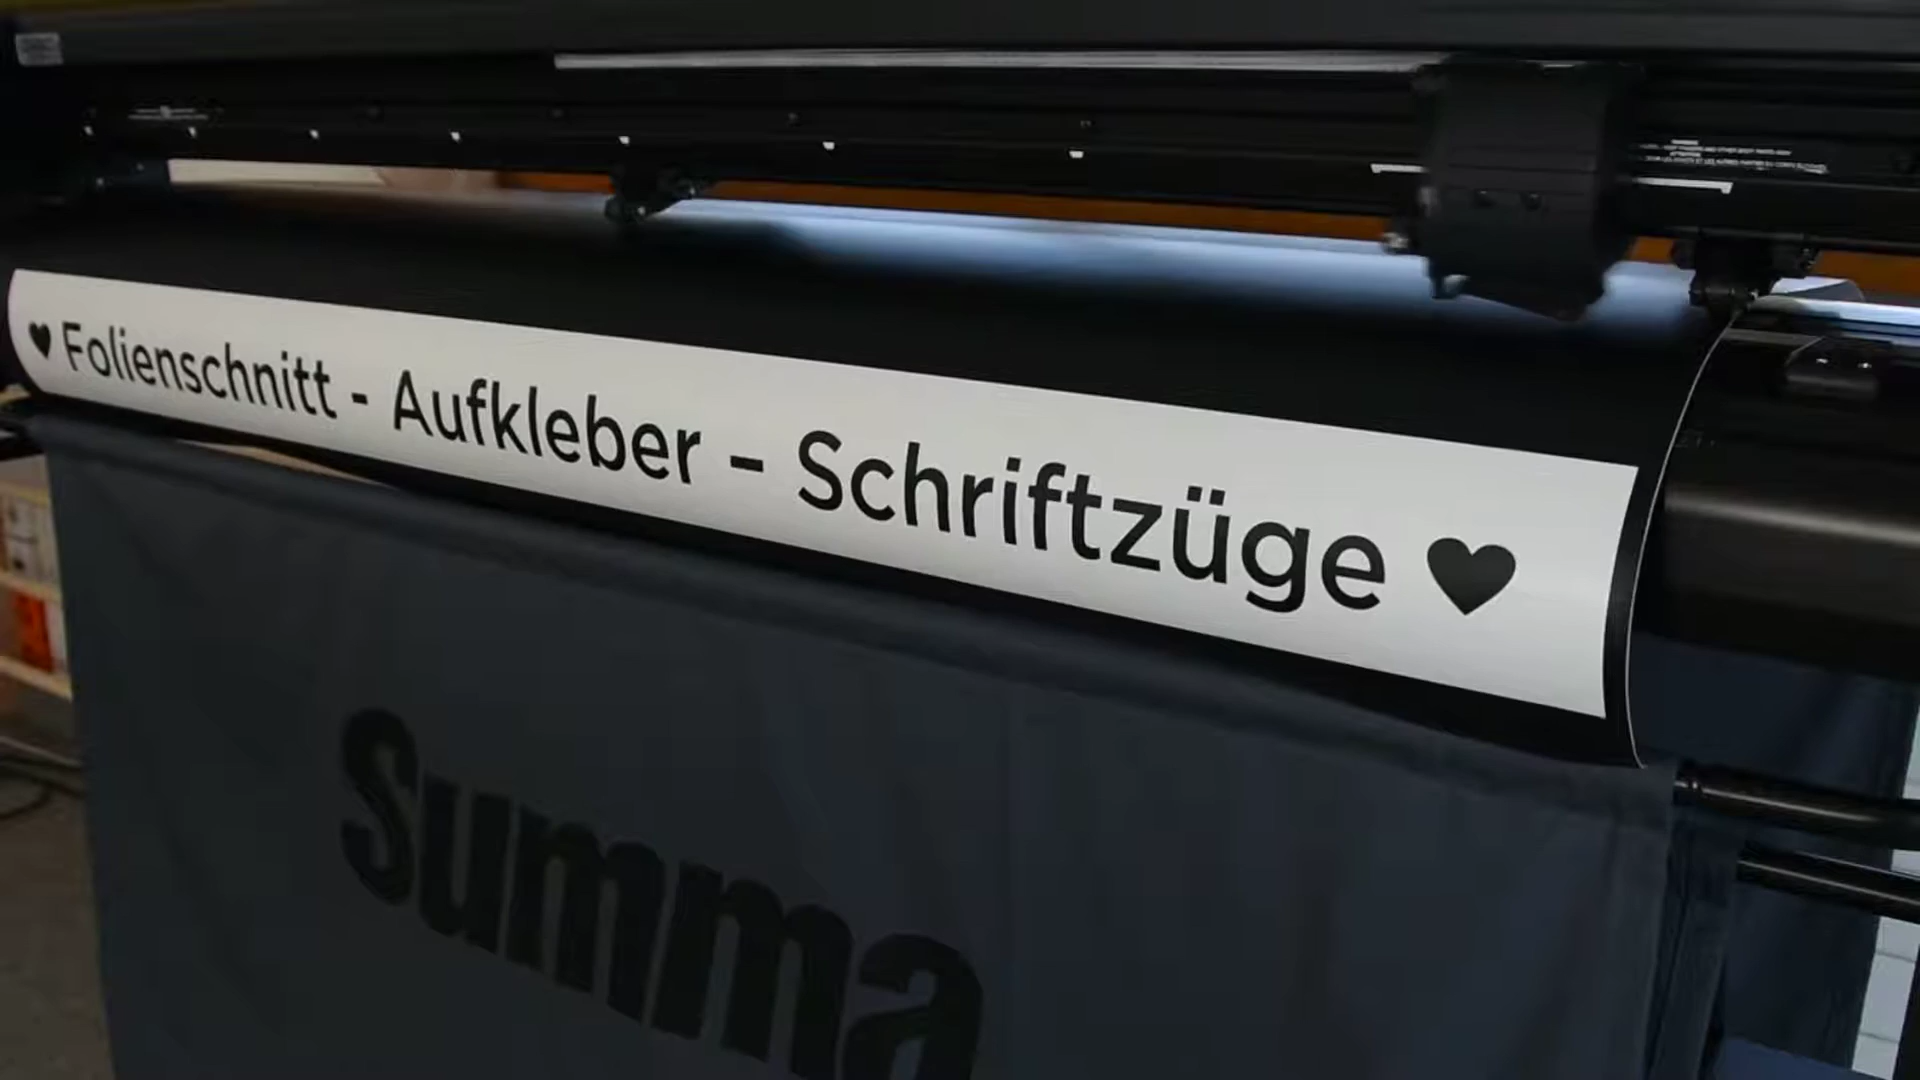 ♥ Folienschnitt - Aufkleber - Schriftzüge ♥
Summa